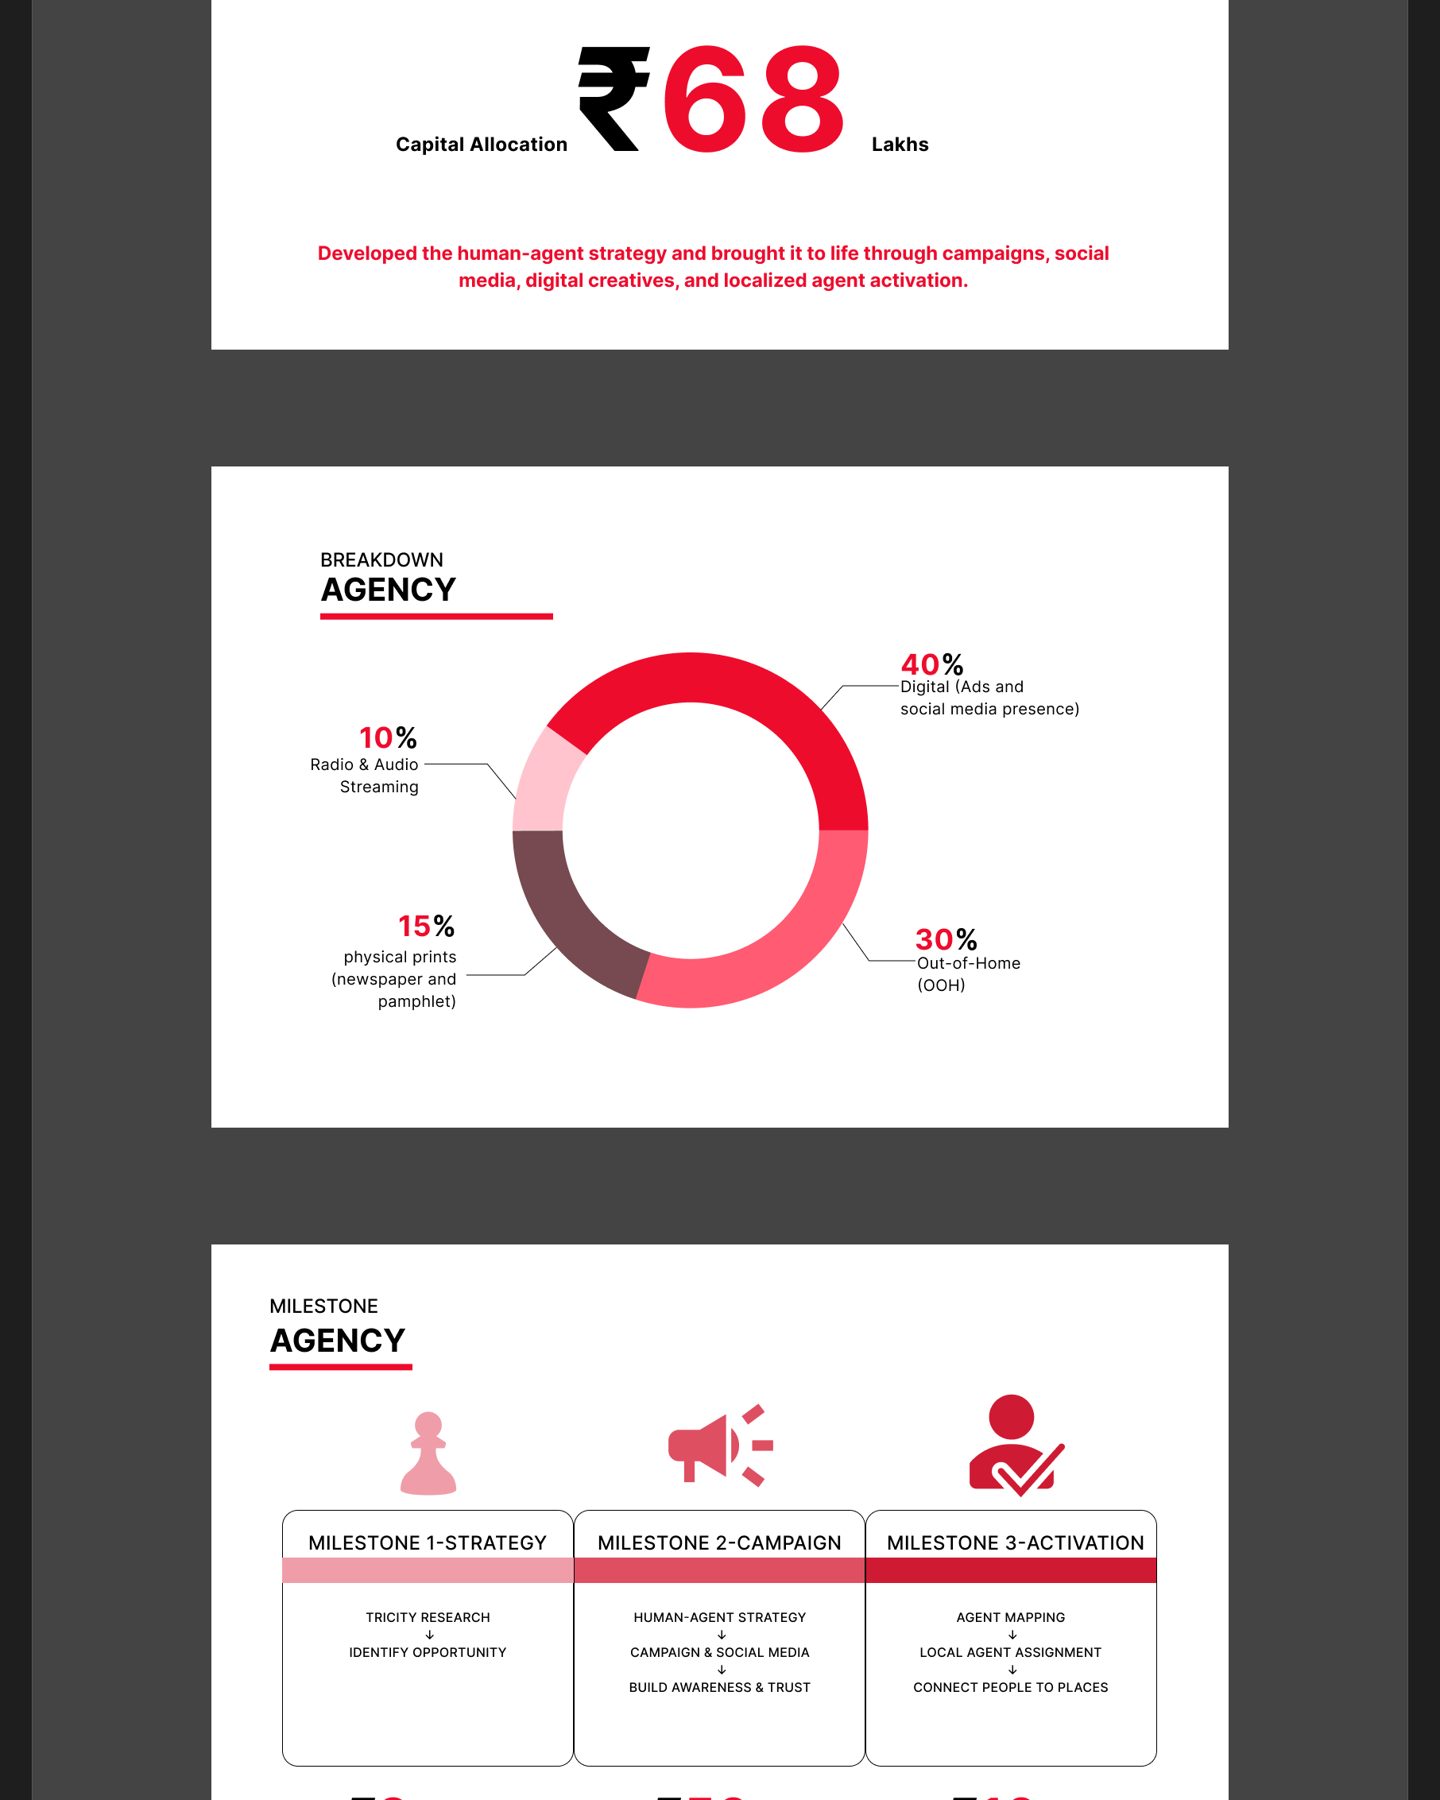 Capital Allocation ₹68 Lakhs
Developed the human-agent strategy and brought it to life through campaigns, social
media, digital creatives, and localized agent activation.
BREAKDOWN
AGENCY
40%
Digital (Ads and
social media presence)
10%
Radio & Audio
Streaming
15%
physical prints
(newspaper and
pamphlet)
30%
Out-of-Home
(OOH)
MILESTONE
AGENCY
MILESTONE 1-STRATEGY
TRICITY RESEARCH
↓
IDENTIFY OPPORTUNITY
MILESTONE 2-CAMPAIGN
HUMAN-AGENT STRATEGY
↓
CAMPAIGN & SOCIAL MEDIA
↓
BUILD AWARENESS & TRUST
MILESTONE 3-ACTIVATION
AGENT MAPPING
↓
LOCAL AGENT ASSIGNMENT
↓
CONNECT PEOPLE TO PLACES